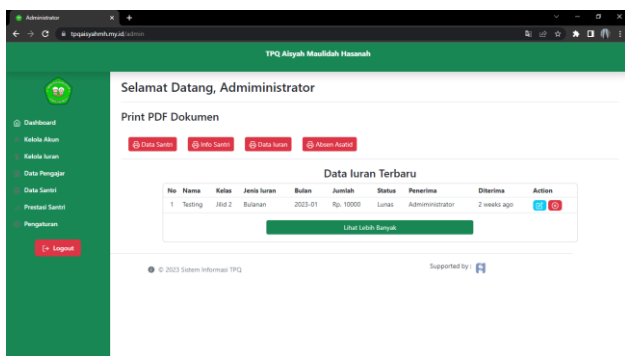 Administrator
tpqaisyahmh.my.id/admin
TPQ Aisyah Maulidah Hasanah
Dashboard
Kelola Akun
Kelola Iuran
Data Pengajar
Data Santri
Prestasi Santri
Pengaturan
Logout
Selamat Datang, Admiministrator
Print PDF Dokumen
Data Santri Info Santri Data Iuran Absen Asatid
Data Iuran Terbaru
No Nama Kelas Jenis Iuran Bulan Jumlah Status Penerima Diterima Action
1 Testing Jilid 2 Bulanan 2023-01 Rp. 10000 Lunas Admiministrator 2 weeks ago
Lihat Lebih Banyak
© 2023 Sistem Informasi TPQ
Supported by :